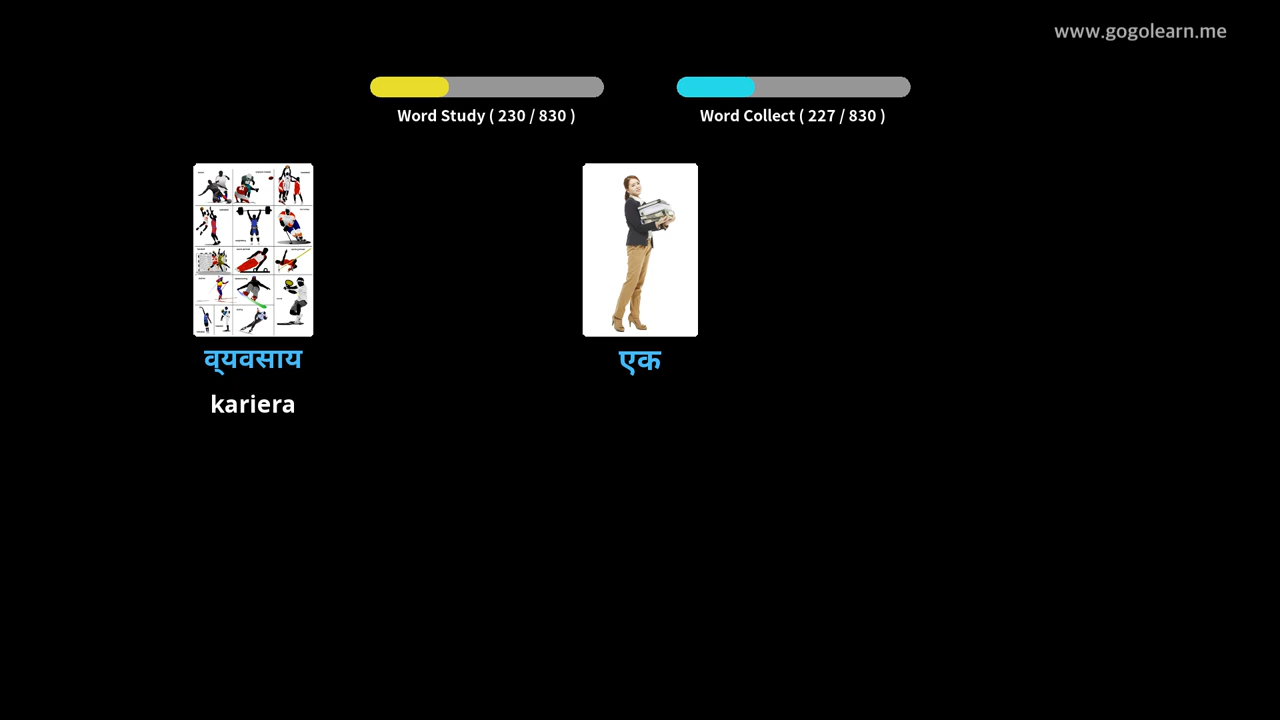 www.gogolearn.me
Word Study ( 230 / 830 )
Word Collect ( 227 / 830 )
व्यवसाय
एक
kariera